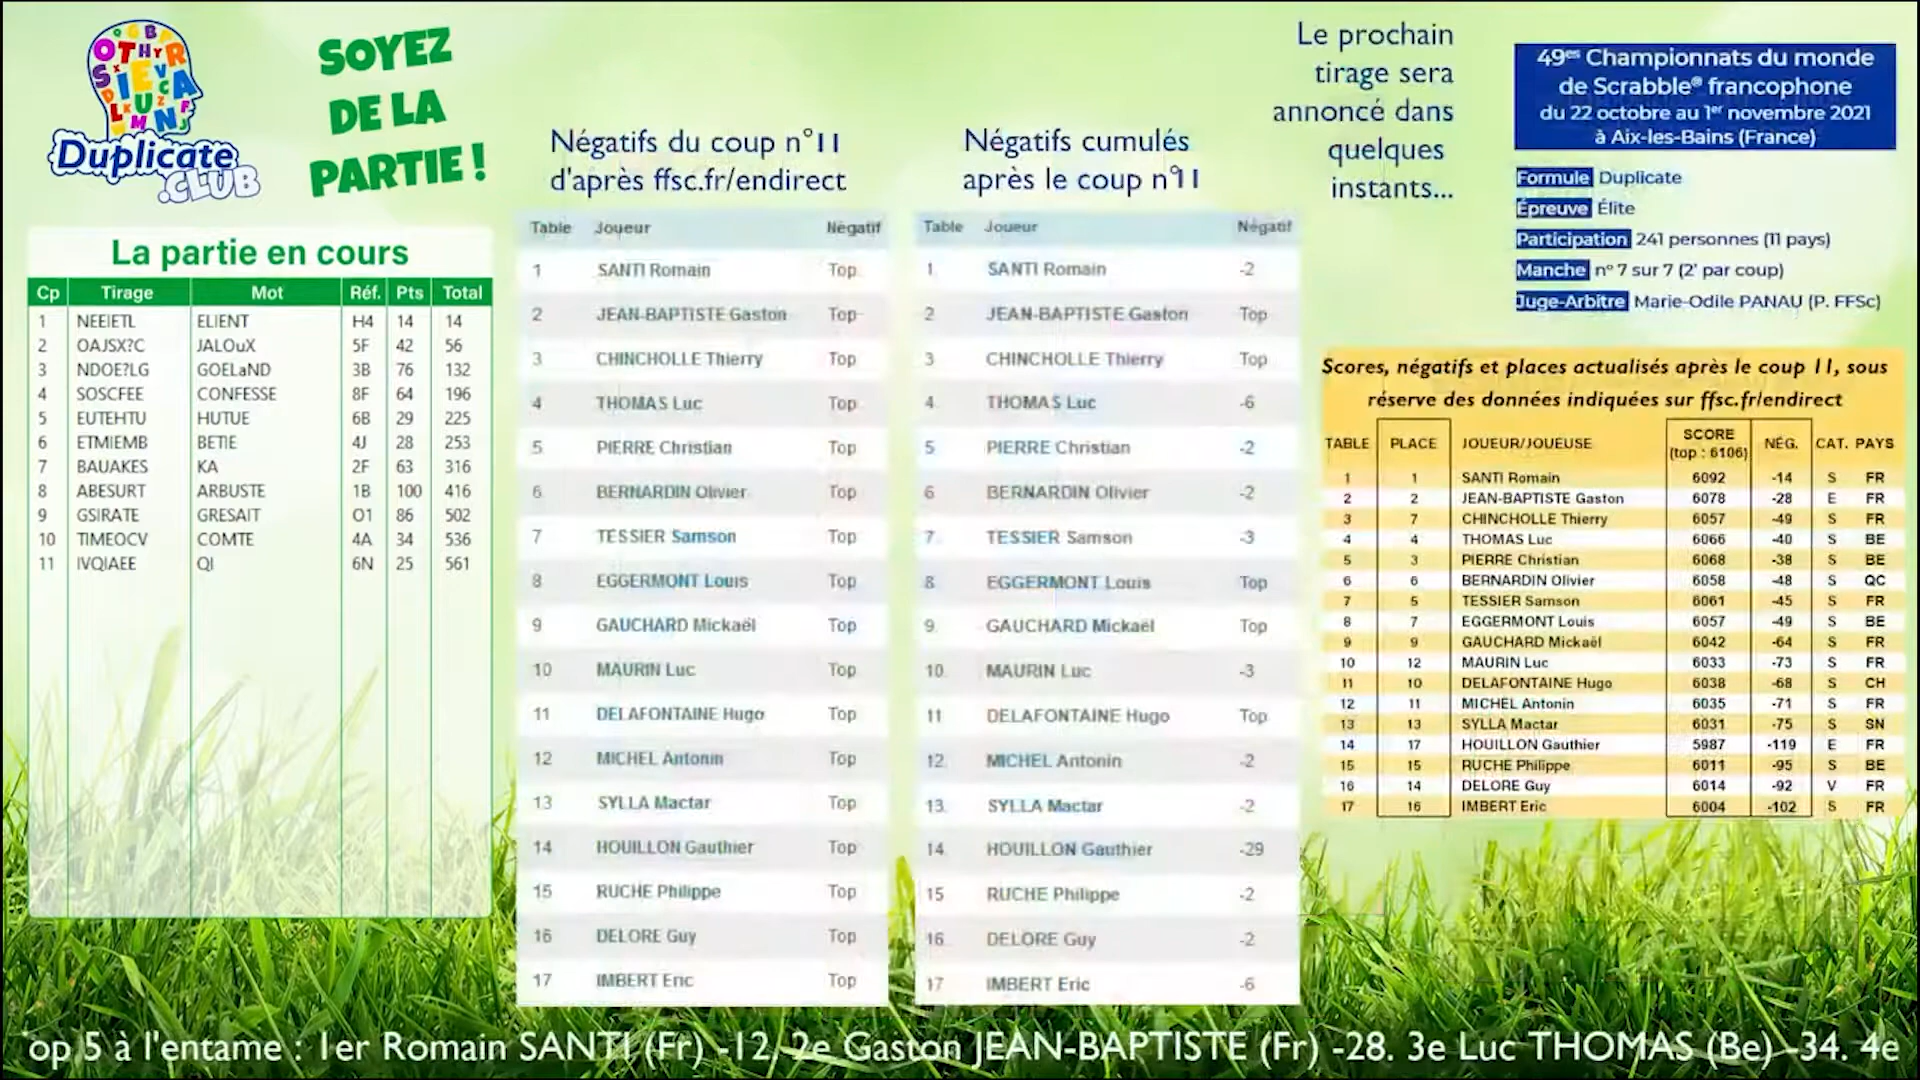 Duplicate
.CLUB
SOYEZ
DE LA
PARTIE !
La partie en cours
Cp Tirage Mot Réf. Pts Total
1 NEEIETL ELIENT H4 14 14
2 OAJSX?C JALOuX 5F 42 56
3 NDOE?LG GOELaND 3B 76 132
4 SOSCFEE CONFESSE 8F 64 196
5 EUTEHTU HUTUE 6B 29 225
6 ETMIEMB BETIE 4J 28 253
7 BAUAKES KA 2F 63 316
8 ABESURT ARBUSTE 1B 100 416
9 GSIRATE GRESAIT O1 86 502
10 TIMEOCV COMTE 4A 34 536
11 IVQIAEE QI 6N 25 561
Négatifs du coup n°11
d'après ffsc.fr/endirect
Table Joueur Négatif
1 SANTI Romain Top
2 JEAN-BAPTISTE Gaston Top
3 CHINCHOLLE Thierry Top
4 THOMAS Luc Top
5 PIERRE Christian Top
6 BERNARDIN Olivier Top
7 TESSIER Samson Top
8 EGGERMONT Louis Top
9 GAUCHARD Mickaël Top
10 MAURIN Luc Top
11 DELAFONTAINE Hugo Top
12 MICHEL Antonin Top
13 SYLLA Mactar Top
14 HOUILLON Gauthier Top
15 RUCHE Philippe Top
16 DELORE Guy Top
17 IMBERT Eric Top
Négatifs cumulés
après le coup n°11
Table Joueur Négatif
1 SANTI Romain -2
2 JEAN-BAPTISTE Gaston Top
3 CHINCHOLLE Thierry Top
4 THOMAS Luc -6
5 PIERRE Christian -2
6 BERNARDIN Olivier -2
7 TESSIER Samson -3
8 EGGERMONT Louis Top
9 GAUCHARD Mickaël Top
10 MAURIN Luc -3
11 DELAFONTAINE Hugo Top
12 MICHEL Antonin -2
13 SYLLA Mactar -2
14 HOUILLON Gauthier -29
15 RUCHE Philippe -2
16 DELORE Guy -2
17 IMBERT Eric -6
Le prochain
tirage sera
annoncé dans
quelques
instants...
49es Championnats du monde
de Scrabble® francophone
du 22 octobre au 1er novembre 2021
à Aix-les-Bains (France)
Formule Duplicate
Épreuve Élite
Participation 241 personnes (11 pays)
Manche n° 7 sur 7 (2' par coup)
Juge-Arbitre Marie-Odile PANAU (P. FFSc)
Scores, négatifs et places actualisés après le coup 11, sous
réserve des données indiquées sur ffsc.fr/endirect
TABLE PLACE JOUEUR/JOUEUSE SCORE (top : 6106) NÉG. CAT. PAYS
1 1 SANTI Romain 6092 -14 S FR
2 2 JEAN-BAPTISTE Gaston 6078 -28 E FR
3 7 CHINCHOLLE Thierry 6057 -49 S FR
4 4 THOMAS Luc 6066 -40 S BE
5 3 PIERRE Christian 6068 -38 S BE
6 6 BERNARDIN Olivier 6058 -48 S QC
7 5 TESSIER Samson 6061 -45 S FR
8 7 EGGERMONT Louis 6057 -49 S BE
9 9 GAUCHARD Mickaël 6042 -64 S FR
10 12 MAURIN Luc 6033 -73 S FR
11 10 DELAFONTAINE Hugo 6038 -68 S CH
12 11 MICHEL Antonin 6035 -71 S FR
13 13 SYLLA Mactar 6031 -75 S SN
14 17 HOUILLON Gauthier 5987 -119 E FR
15 15 RUCHE Philippe 6011 -95 S BE
16 14 DELORE Guy 6014 -92 V FR
17 16 IMBERT Eric 6004 -102 S FR
op 5 à l'entame : 1er Romain SANTI (Fr) -12. 2e Gaston JEAN-BAPTISTE (Fr) -28. 3e Luc THOMAS (Be) -34. 4e